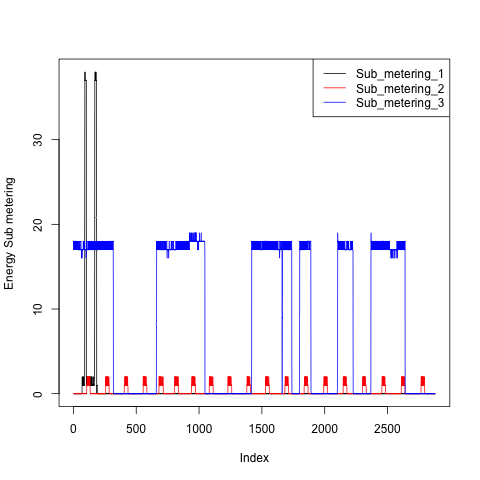 Sub_metering_1
Sub_metering_2
Sub_metering_3
Energy Sub metering
30
20
10
0
0 500 1000 1500 2000 2500
Index